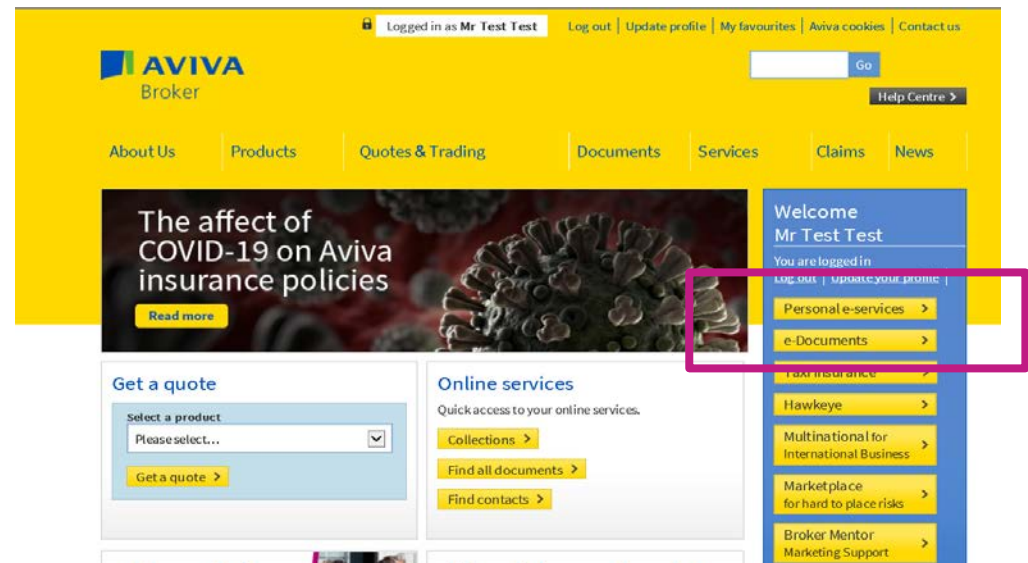 Logged in as Mr Test Test
Log out | Update profile | My favourites | Aviva cookies | Contact us
AVIVA
Broker
Go
Help Centre >
About Us
Products
Quotes & Trading
Documents
Services
Claims
News
The affect of
COVID-19 on Aviva
insurance policies
Read more
Welcome
Mr Test Test
You are logged in
Log out | Update your profile |
Personal e-services >
e-Documents >
Taxi insurance >
Hawkeye >
Multinational for
International Business >
Marketplace
for hard to place risks >
Broker Mentor
Marketing Support >
Get a quote
Select a product
Please select...
Get a quote >
Online services
Quick access to your online services.
Collections >
Find all documents >
Find contacts >